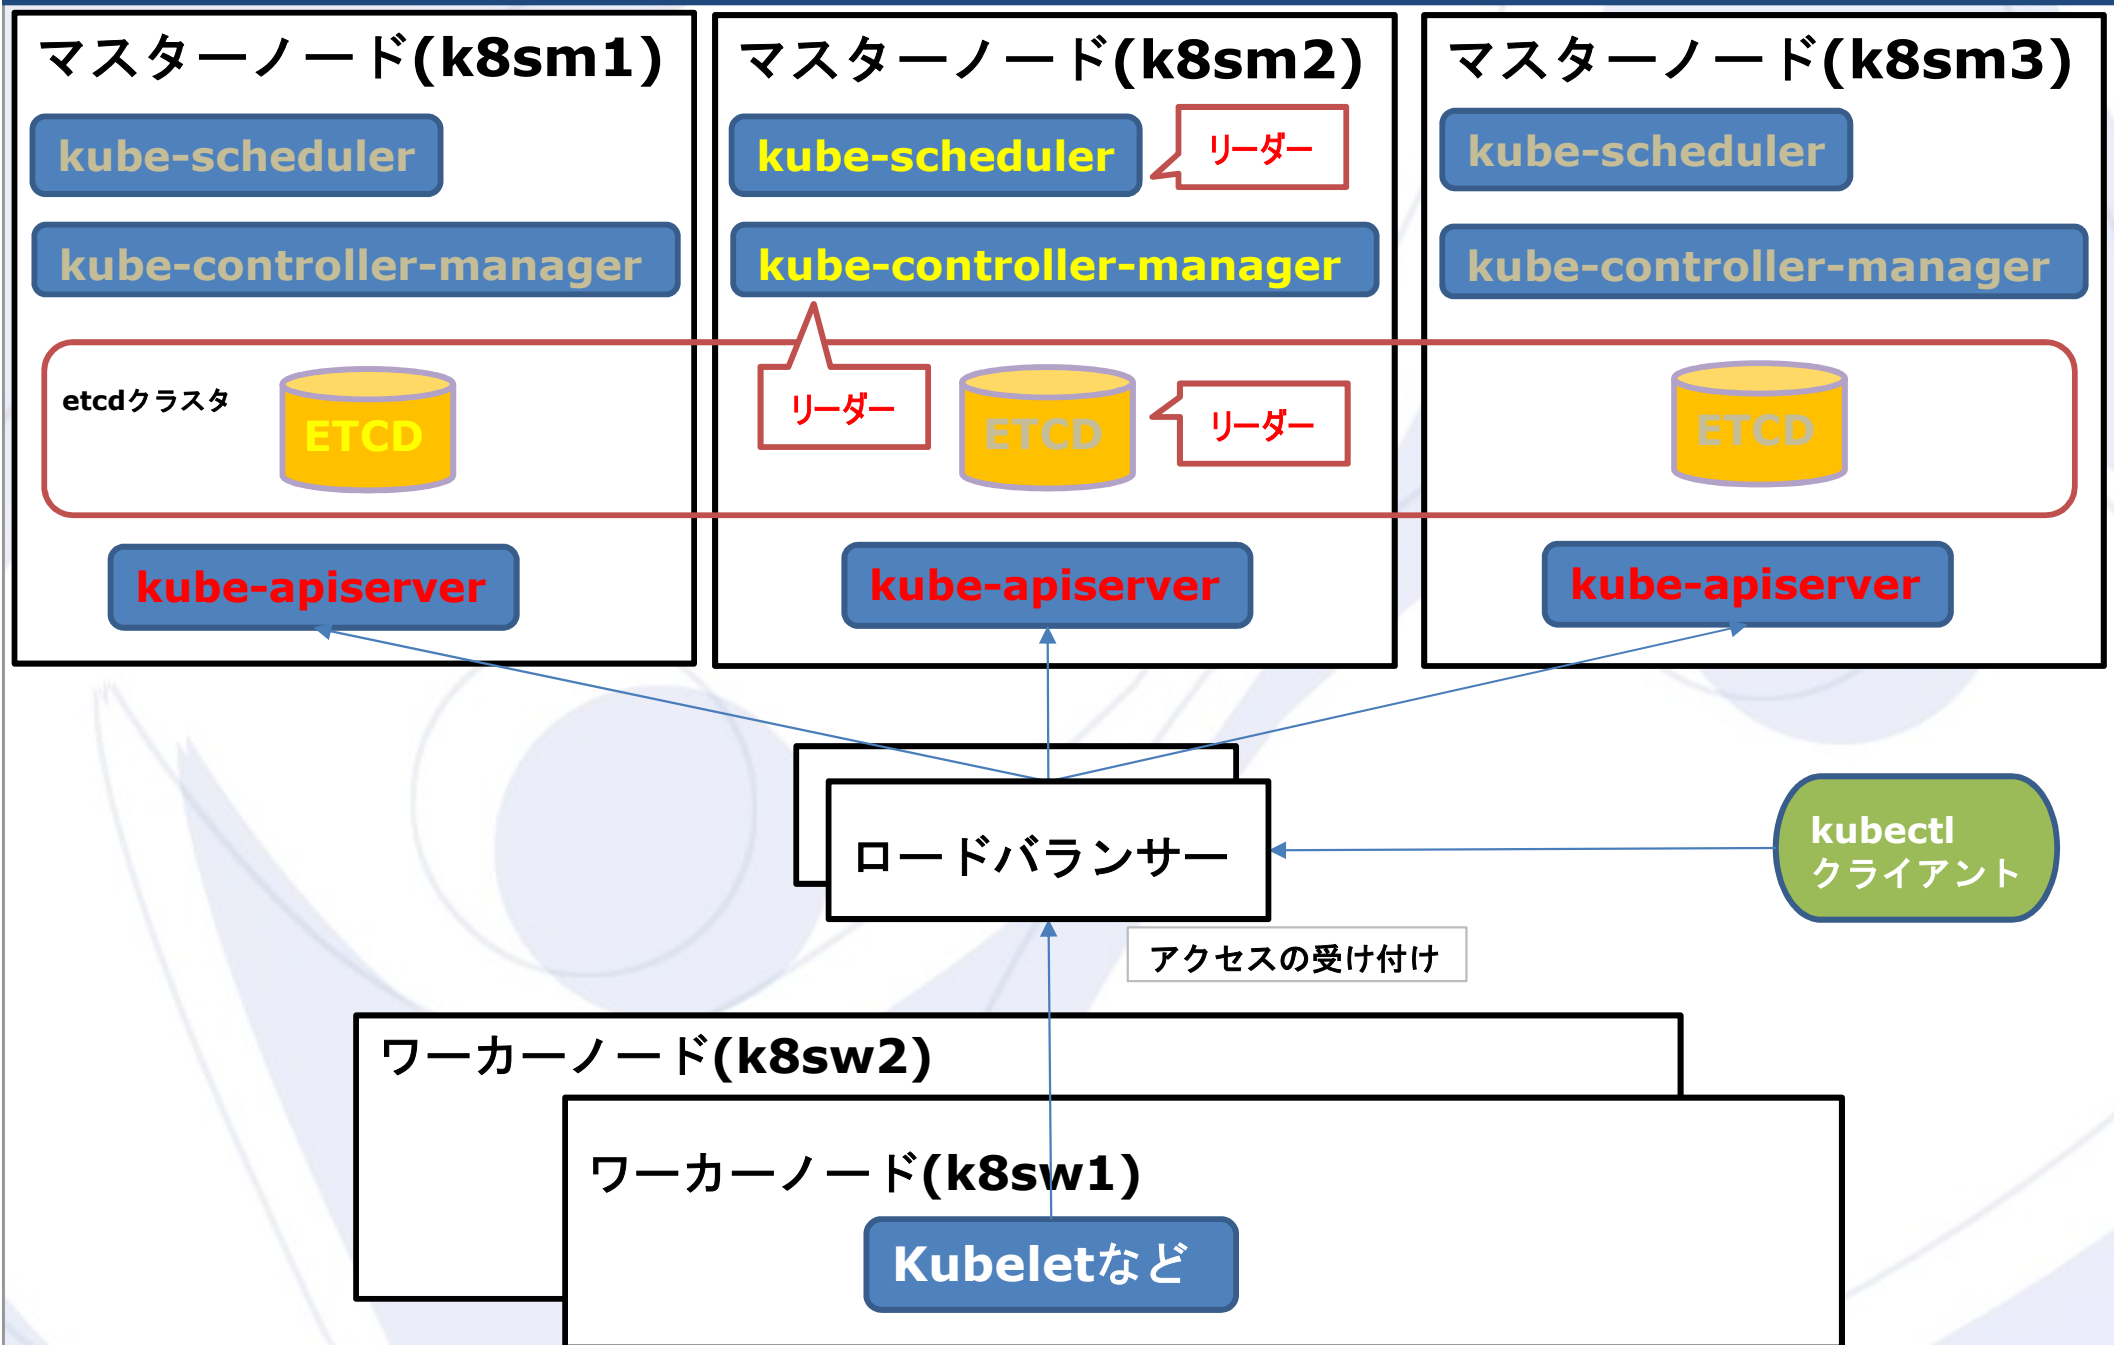 マスターノード(k8sm1)
kube-scheduler
kube-controller-manager
etcdクラスタ
ETCD
kube-apiserver
マスターノード(k8sm2)
kube-scheduler
リーダー
kube-controller-manager
リーダー
ETCD
リーダー
kube-apiserver
マスターノード(k8sm3)
kube-scheduler
kube-controller-manager
ETCD
kube-apiserver
ロードバランサー
kubectl
クライアント
アクセスの受け付け
ワーカーノード(k8sw2)
ワーカーノード(k8sw1)
Kubeletなど